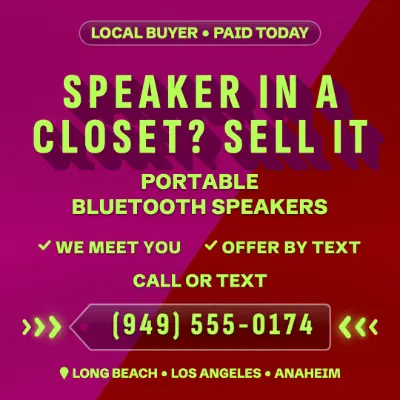 LOCAL BUYER • PAID TODAY
SPEAKER IN A
CLOSET? SELL IT
PORTABLE
BLUETOOTH SPEAKERS
WE MEET YOU OFFER BY TEXT
CALL OR TEXT
(949) 555-0174
LONG BEACH • LOS ANGELES • ANAHEIM